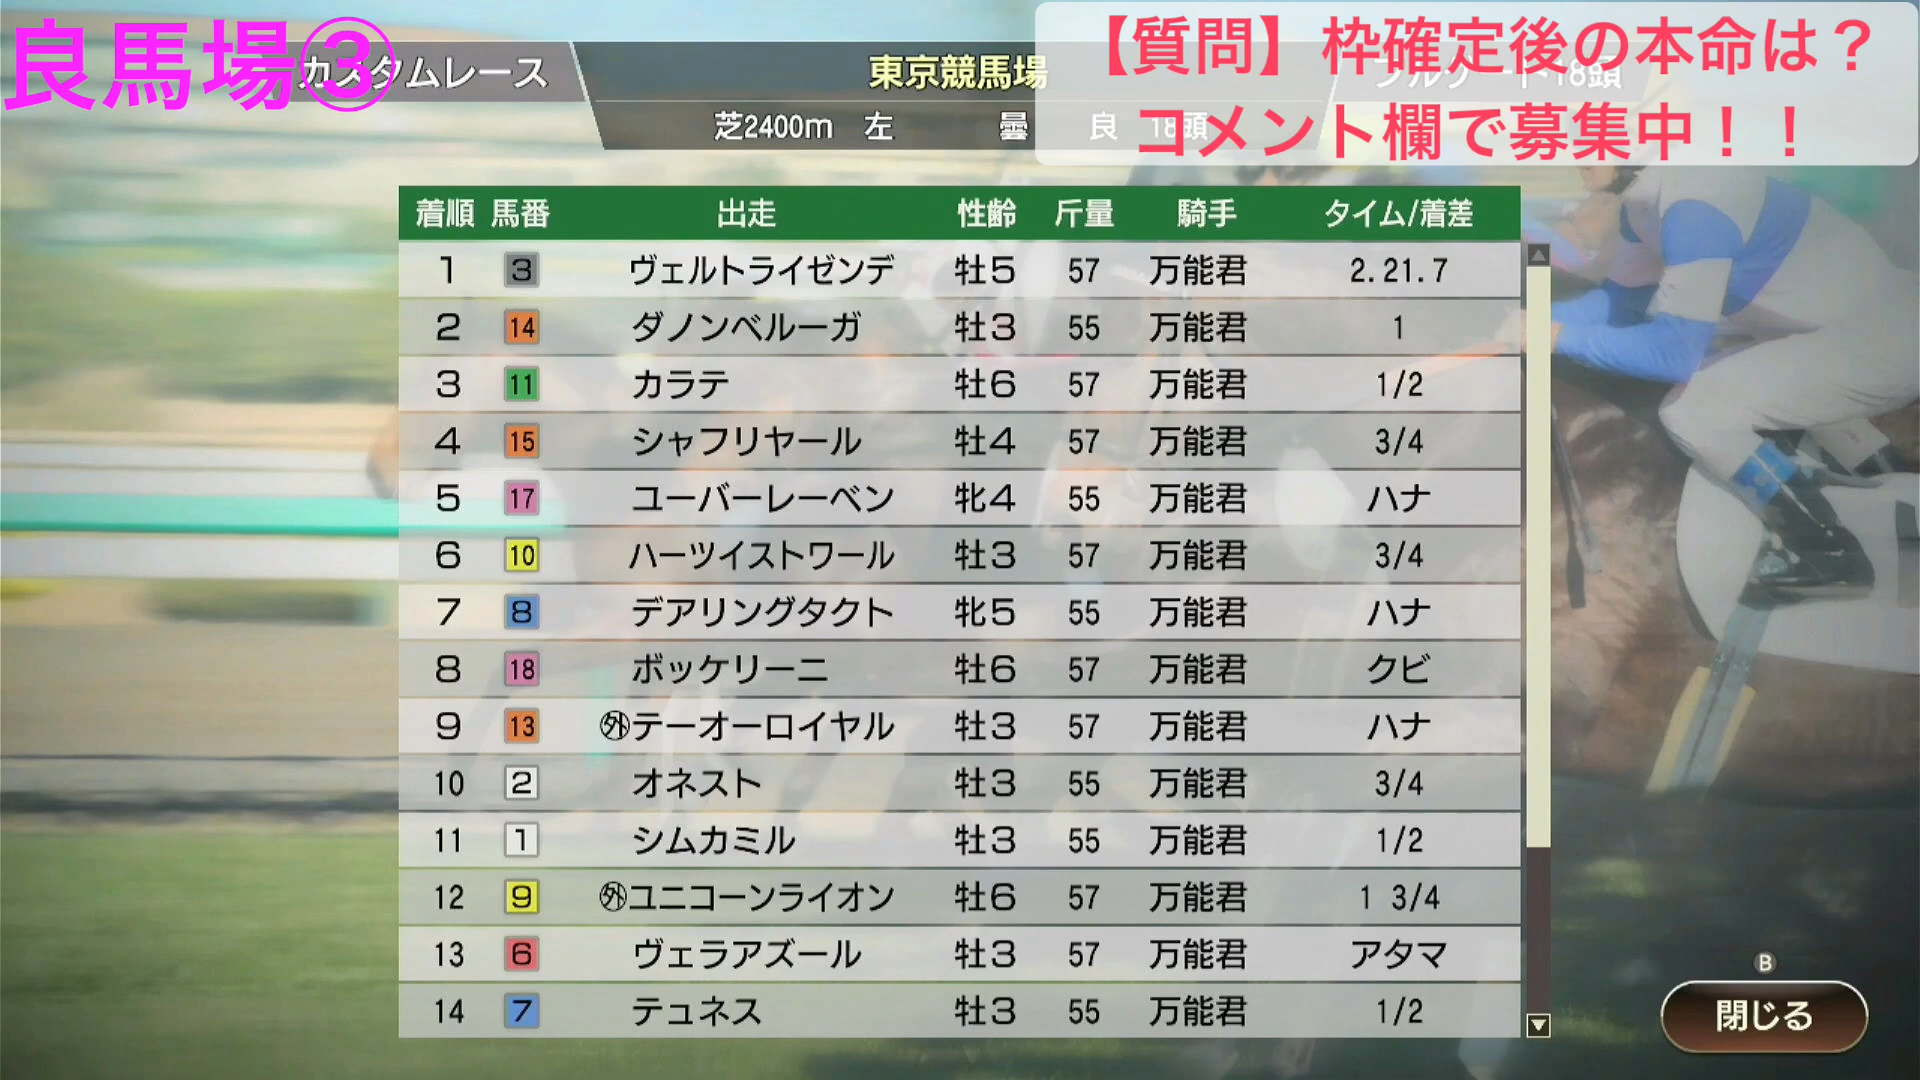 良馬場③
カスタムレース
東京競馬場
フルゲート18頭
【質問】枠確定後の本命は？
芝2400m 左 曇 良 18頭
コメント欄で募集中！！
着順 馬番 出走 性齢 斤量 騎手 タイム/着差
1 3 ヴェルトライゼンデ 牡5 57 万能君 2.21.7
2 14 ダノンベルーガ 牡3 55 万能君 1
3 11 カラテ 牡6 57 万能君 1/2
4 15 シャフリヤール 牡4 57 万能君 3/4
5 17 ユーバーレーベン 牝4 55 万能君 ハナ
6 10 ハーツイストワール 牡3 57 万能君 3/4
7 8 デアリングタクト 牝5 55 万能君 ハナ
8 18 ボッケリーニ 牡6 57 万能君 クビ
9 13 外テーオーロイヤル 牡3 57 万能君 ハナ
10 2 オネスト 牡3 55 万能君 3/4
11 1 シムカミル 牡3 55 万能君 1/2
12 9 外ユニコーンライオン 牡6 57 万能君 1 3/4
13 6 ヴェラアズール 牡3 57 万能君 アタマ
14 7 テュネス 牡3 55 万能君 1/2
B
閉じる